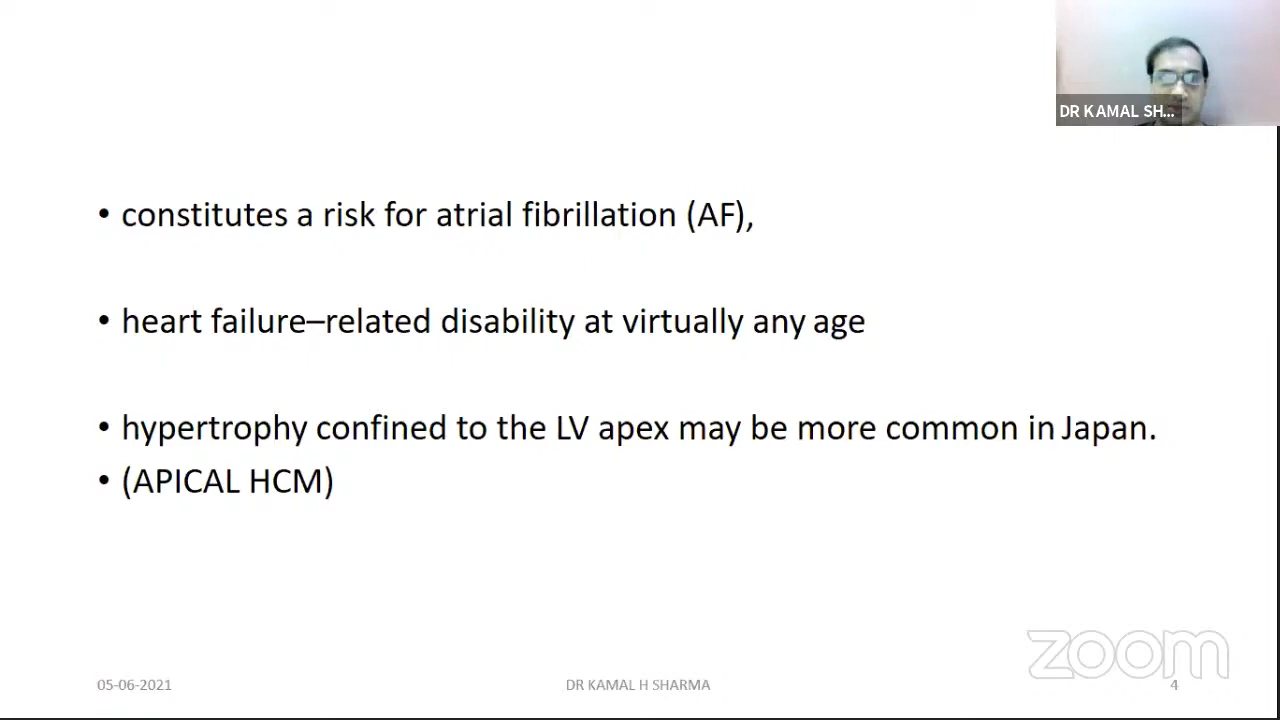 DR KAMAL SH...
• constitutes a risk for atrial fibrillation (AF),
• heart failure–related disability at virtually any age
• hypertrophy confined to the LV apex may be more common in Japan.
• (APICAL HCM)
zoom
05-06-2021 DR KAMAL H SHARMA 4